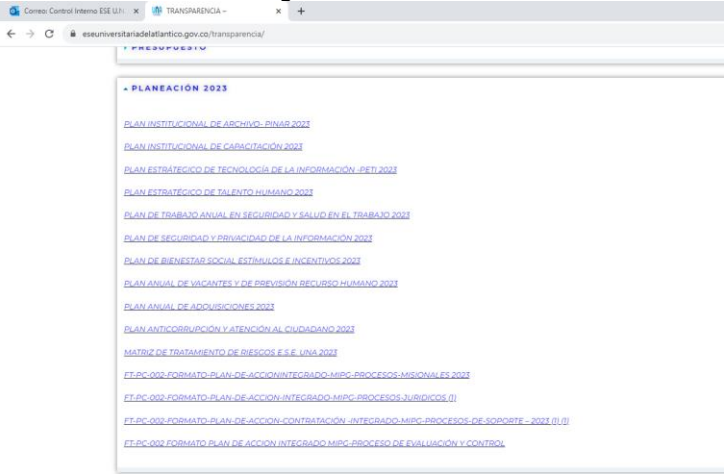 Correo: Control Interno ESE U.N.
TRANSPARENCIA –
eseuniversitariadelatlantico.gov.co/transparencia/
PRESUPUESTO
PLANEACIÓN 2023
PLAN INSTITUCIONAL DE ARCHIVO- PINAR 2023
PLAN INSTITUCIONAL DE CAPACITACIÓN 2023
PLAN ESTRÁTEGICO DE TECNOLOGÍA DE LA INFORMACIÓN -PETI 2023
PLAN ESTRATÉGICO DE TALENTO HUMANO 2023
PLAN DE TRABAJO ANUAL EN SEGURIDAD Y SALUD EN EL TRABAJO 2023
PLAN DE SEGURIDAD Y PRIVACIDAD DE LA INFORMACIÓN 2023
PLAN DE BIENESTAR SOCIAL ESTÍMULOS E INCENTIVOS 2023
PLAN ANUAL DE VACANTES Y DE PREVISIÓN RECURSO HUMANO 2023
PLAN ANUAL DE ADQUISICIONES 2023
PLAN ANTICORRUPCIÓN Y ATENCIÓN AL CIUDADANO 2023
MATRIZ DE TRATAMIENTO DE RIESGOS E.S.E. UNA 2023
FT-PC-002-FORMATO-PLAN-DE-ACCIONINTEGRADO-MIPG-PROCESOS-MISIONALES 2023
FT-PC-002-FORMATO-PLAN-DE-ACCION-INTEGRADO-MIPG-PROCESOS-JURIDICOS (1)
FT-PC-002-FORMATO-PLAN-DE-ACCION-CONTRATACIÓN -INTEGRADO-MIPG-PROCESOS-DE-SOPORTE – 2023 (1) (1)
FT-PC-002 FORMATO PLAN DE ACCION INTEGRADO MIPG-PROCESO DE EVALUACIÓN Y CONTROL